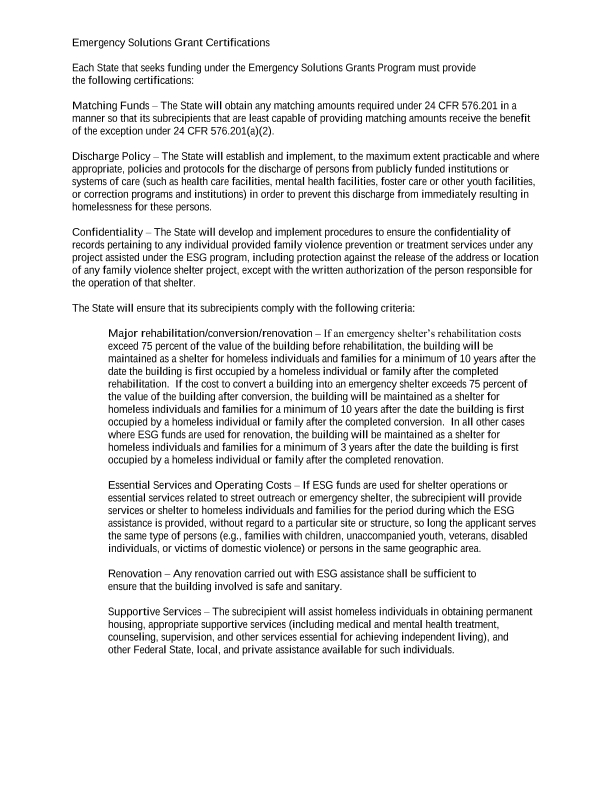 Emergency Solutions Grant Certifications
Each State that seeks funding under the Emergency Solutions Grants Program must provide
the following certifications:
Matching Funds – The State will obtain any matching amounts required under 24 CFR 576.201 in a
manner so that its subrecipients that are least capable of providing matching amounts receive the benefit
of the exception under 24 CFR 576.201(a)(2).
Discharge Policy – The State will establish and implement, to the maximum extent practicable and where
appropriate, policies and protocols for the discharge of persons from publicly funded institutions or
systems of care (such as health care facilities, mental health facilities, foster care or other youth facilities,
or correction programs and institutions) in order to prevent this discharge from immediately resulting in
homelessness for these persons.
Confidentiality – The State will develop and implement procedures to ensure the confidentiality of
records pertaining to any individual provided family violence prevention or treatment services under any
project assisted under the ESG program, including protection against the release of the address or location
of any family violence shelter project, except with the written authorization of the person responsible for
the operation of that shelter.
The State will ensure that its subrecipients comply with the following criteria:
Major rehabilitation/conversion/renovation – If an emergency shelter’s rehabilitation costs
exceed 75 percent of the value of the building before rehabilitation, the building will be
maintained as a shelter for homeless individuals and families for a minimum of 10 years after the
date the building is first occupied by a homeless individual or family after the completed
rehabilitation. If the cost to convert a building into an emergency shelter exceeds 75 percent of
the value of the building after conversion, the building will be maintained as a shelter for
homeless individuals and families for a minimum of 10 years after the date the building is first
occupied by a homeless individual or family after the completed conversion. In all other cases
where ESG funds are used for renovation, the building will be maintained as a shelter for
homeless individuals and families for a minimum of 3 years after the date the building is first
occupied by a homeless individual or family after the completed renovation.
Essential Services and Operating Costs – If ESG funds are used for shelter operations or
essential services related to street outreach or emergency shelter, the subrecipient will provide
services or shelter to homeless individuals and families for the period during which the ESG
assistance is provided, without regard to a particular site or structure, so long the applicant serves
the same type of persons (e.g., families with children, unaccompanied youth, veterans, disabled
individuals, or victims of domestic violence) or persons in the same geographic area.
Renovation – Any renovation carried out with ESG assistance shall be sufficient to
ensure that the building involved is safe and sanitary.
Supportive Services – The subrecipient will assist homeless individuals in obtaining permanent
housing, appropriate supportive services (including medical and mental health treatment,
counseling, supervision, and other services essential for achieving independent living), and
other Federal State, local, and private assistance available for such individuals.